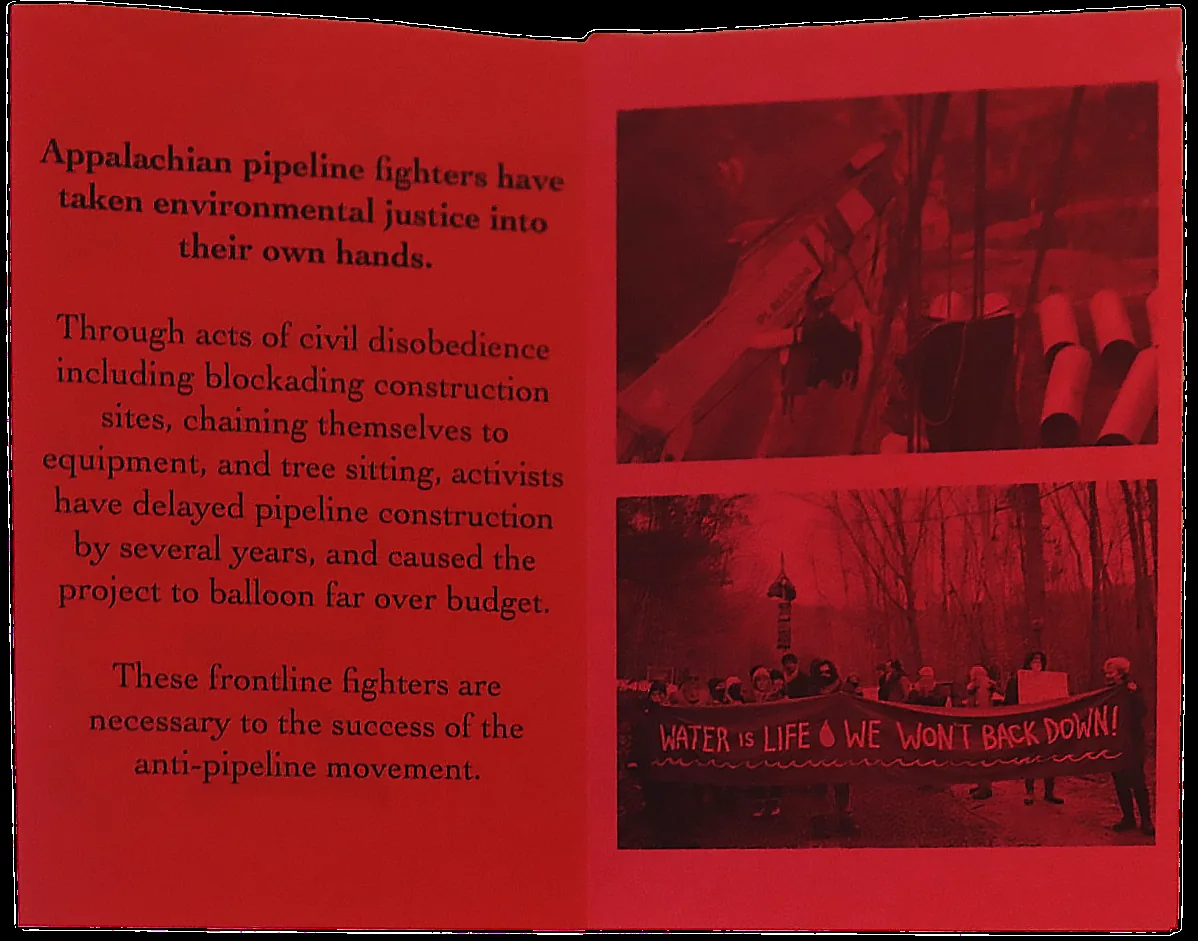 Appalachian pipeline fighters have
taken environmental justice into
their own hands.
Through acts of civil disobedience
including blockading construction
sites, chaining themselves to
equipment, and tree sitting, activists
have delayed pipeline construction
by several years, and caused the
project to balloon far over budget.
These frontline fighters are
necessary to the success of the
anti-pipeline movement.
WATER IS LIFE WE WON'T BACK DOWN!